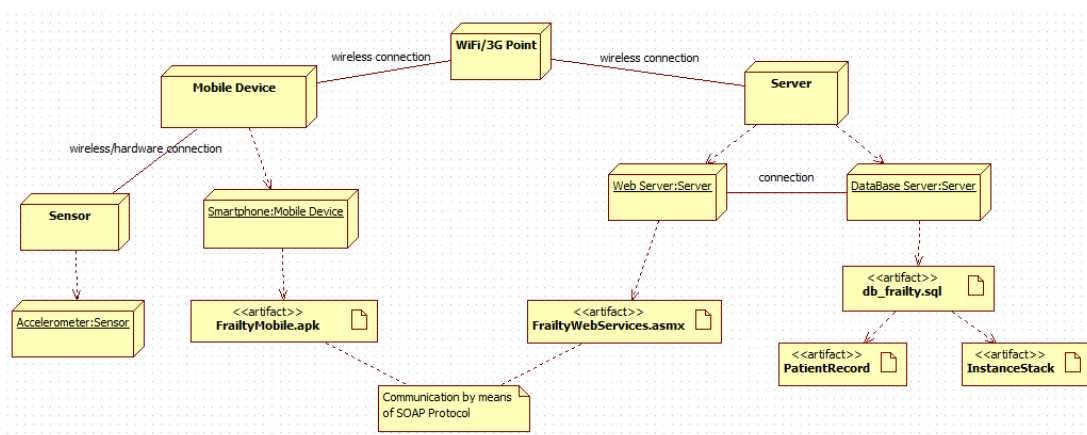 WiFi/3G Point
wireless connection
wireless connection
Mobile Device
Server
wireless/hardware connection
Sensor
Smartphone:Mobile Device
Web Server:Server
connection
DataBase Server:Server
Accelerometer:Sensor
<<artifact>>
FrailtyMobile.apk
<<artifact>>
FrailtyWebServices.asmx
<<artifact>>
db_frailty.sql
<<artifact>>
PatientRecord
<<artifact>>
InstanceStack
Communication by means
of SOAP Protocol